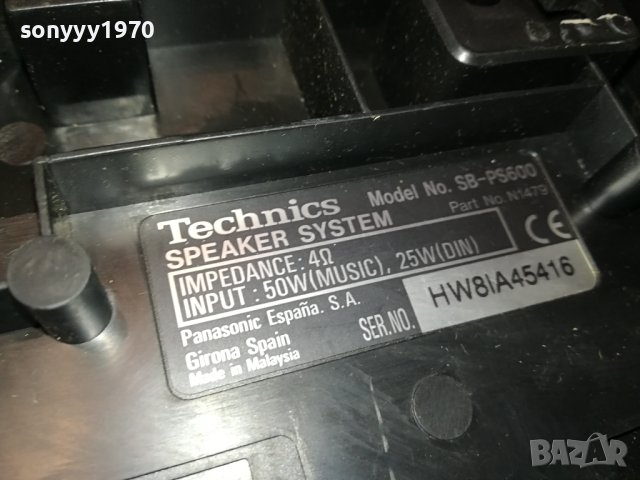 sonyyy1970
Technics Model No. SB-PS600
SPEAKER SYSTEM Part No. N1479
IMPEDANCE: 4Ω
INPUT : 50W(MUSIC), 25W(DIN)
CE
Panasonic España. S.A.
Girona Spain SER.NO. HW8IA45416
Made in Malaysia
BAZAR